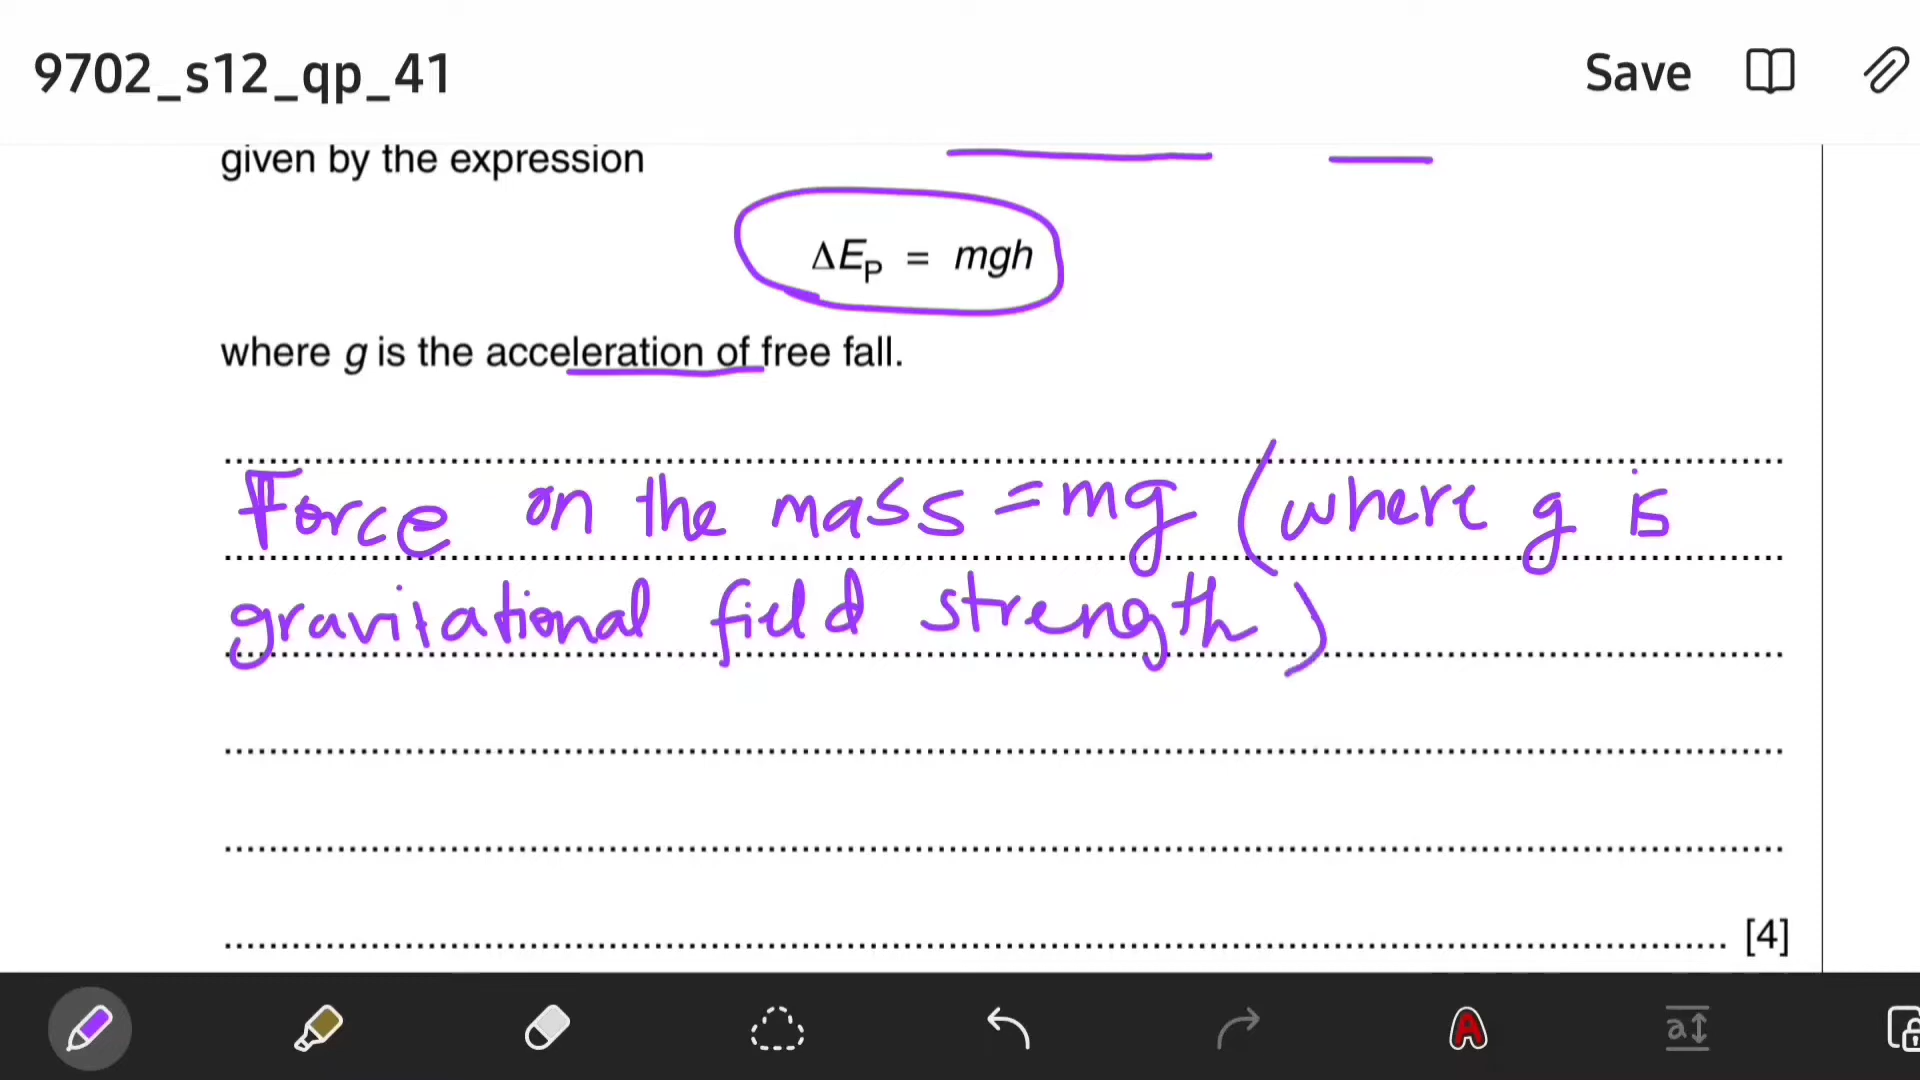 9702_s12_qp_41
Save
given by the expression
ΔEP = mgh
where g is the acceleration of free fall.
Force on the mass = mg (where g is
gravitational field strength)
[4]
A
a